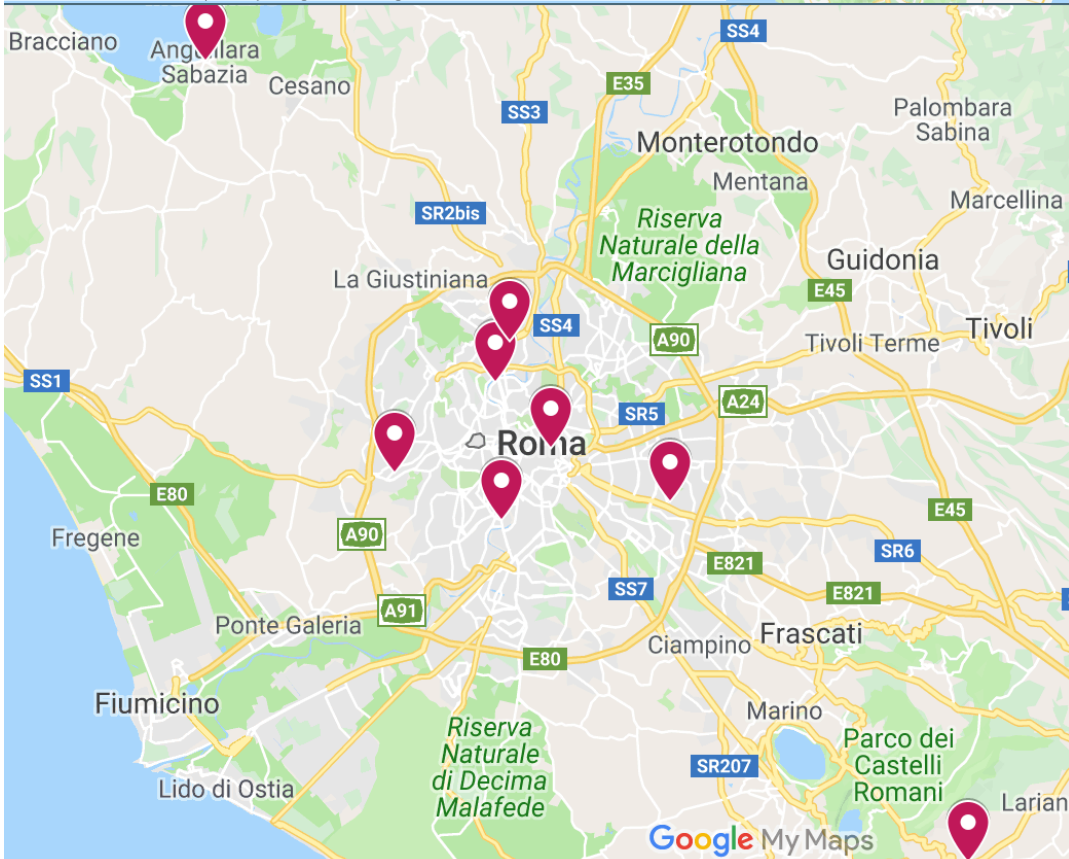 SS4
Bracciano
Anguillara
Sabazia
Cesano
E35
SS3
Palombara
Sabina
Monterotondo
Mentana
Marcellina
SR2bis
Riserva
Naturale della
Marcigliana
La Giustiniana
Guidonia
E45
SS4
Tivoli
A90
Tivoli Terme
SS1
A24
SR5
Roma
E80
E45
A90
Fregene
SR6
E821
SS7
E821
A91
Ponte Galeria
Frascati
Ciampino
E80
Fiumicino
Marino
Riserva
Naturale
di Decima
Malafede
Parco dei
Castelli
Romani
SR207
Lido di Ostia
Larian
Google My Maps